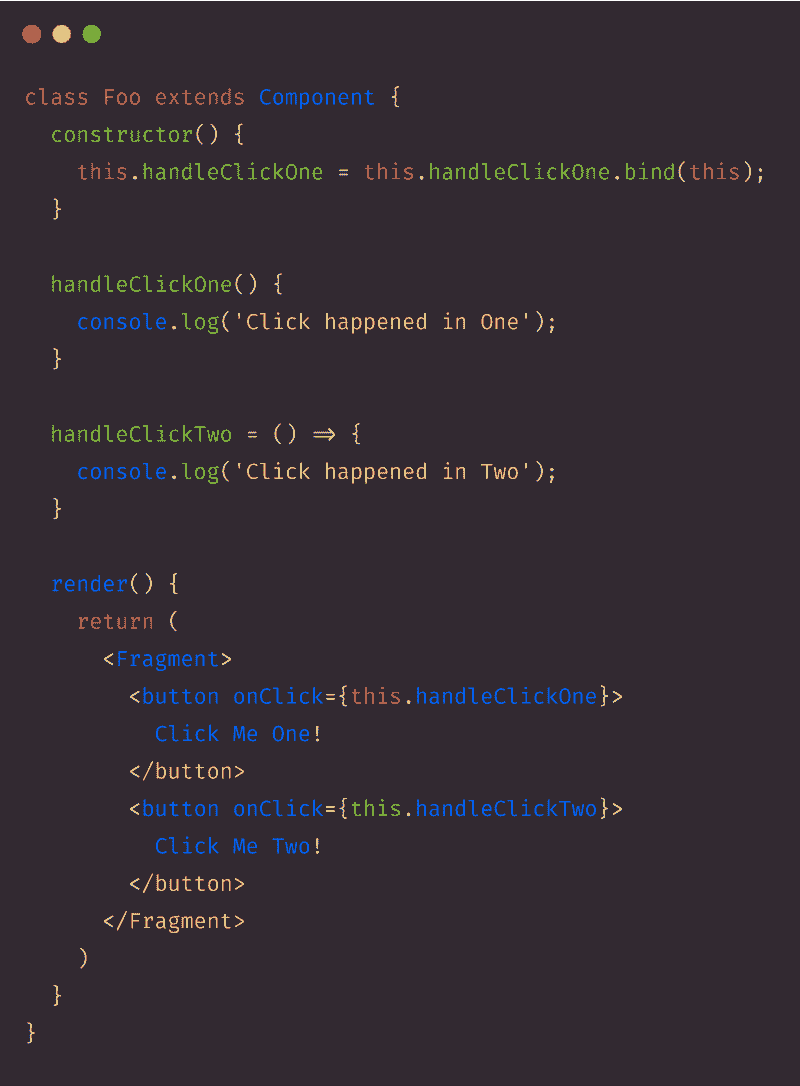 class Foo extends Component {
  constructor() {
    this.handleClickOne = this.handleClickOne.bind(this);
  }

  handleClickOne() {
    console.log('Click happened in One');
  }

  handleClickTwo = () => {
    console.log('Click happened in Two');
  }

  render() {
    return (
      <Fragment>
        <button onClick={this.handleClickOne}>
          Click Me One!
        </button>
        <button onClick={this.handleClickTwo}>
          Click Me Two!
        </button>
      </Fragment>
    )
  }
}